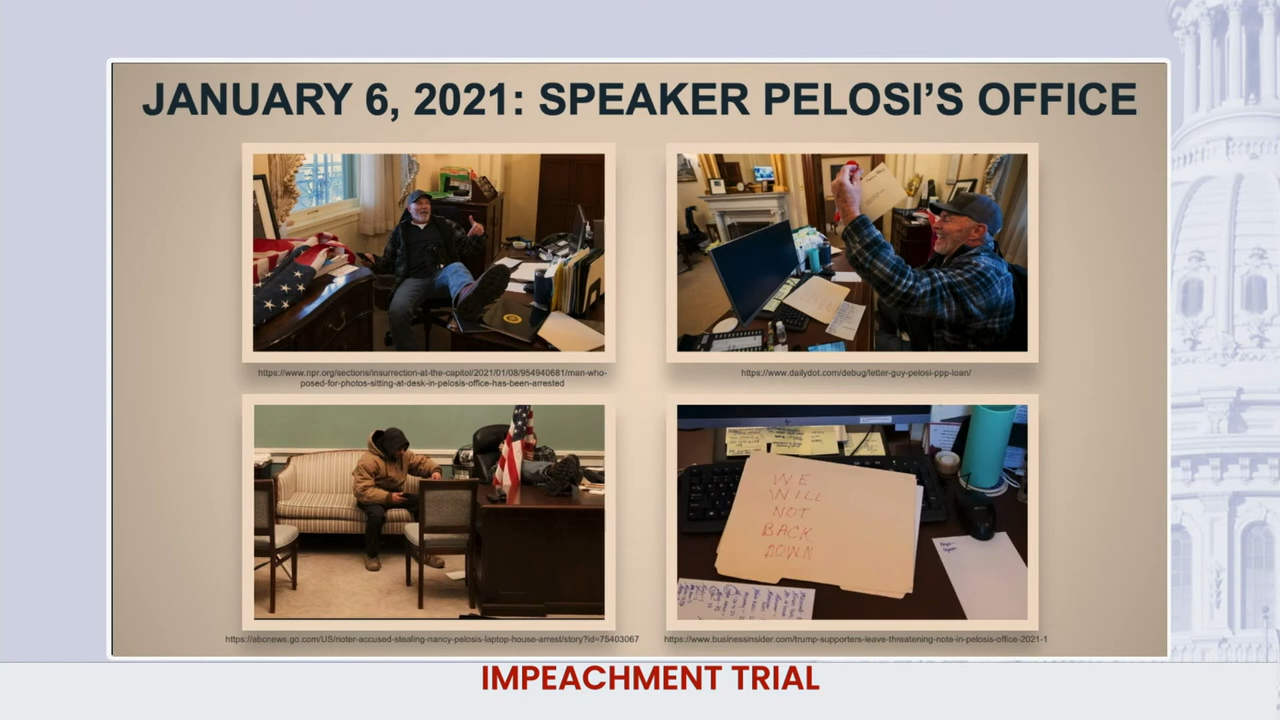 JANUARY 6, 2021: SPEAKER PELOSI'S OFFICE
https://www.npr.org/sections/insurrection-at-the-capitol/2021/01/08/954940681/man-who-
posed-for-photos-sitting-at-desk-in-pelosis-office-has-been-arrested
https://www.dailydot.com/debug/letter-guy-pelosi-ppp-loan/
WE
WILL
NOT
BACK
DOWN
https://abcnews.go.com/US/rioter-accused-stealing-nancy-pelosis-laptop-house-arrest/story?id=75403067
https://www.businessinsider.com/trump-supporters-leave-threatening-note-in-pelosis-office-2021-1
IMPEACHMENT TRIAL